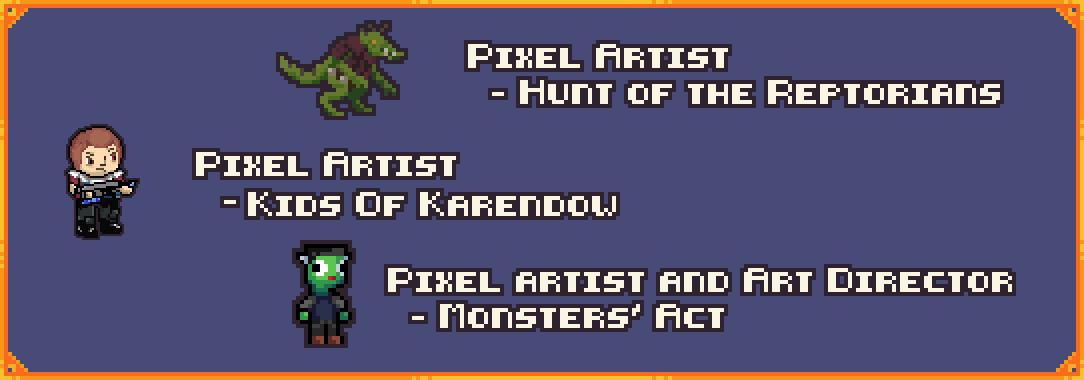 Pixel Artist
- Hunt of the Reptorians
Pixel Artist
- Kids Of Karendow
Pixel artist and Art Director
- Monsters' Act